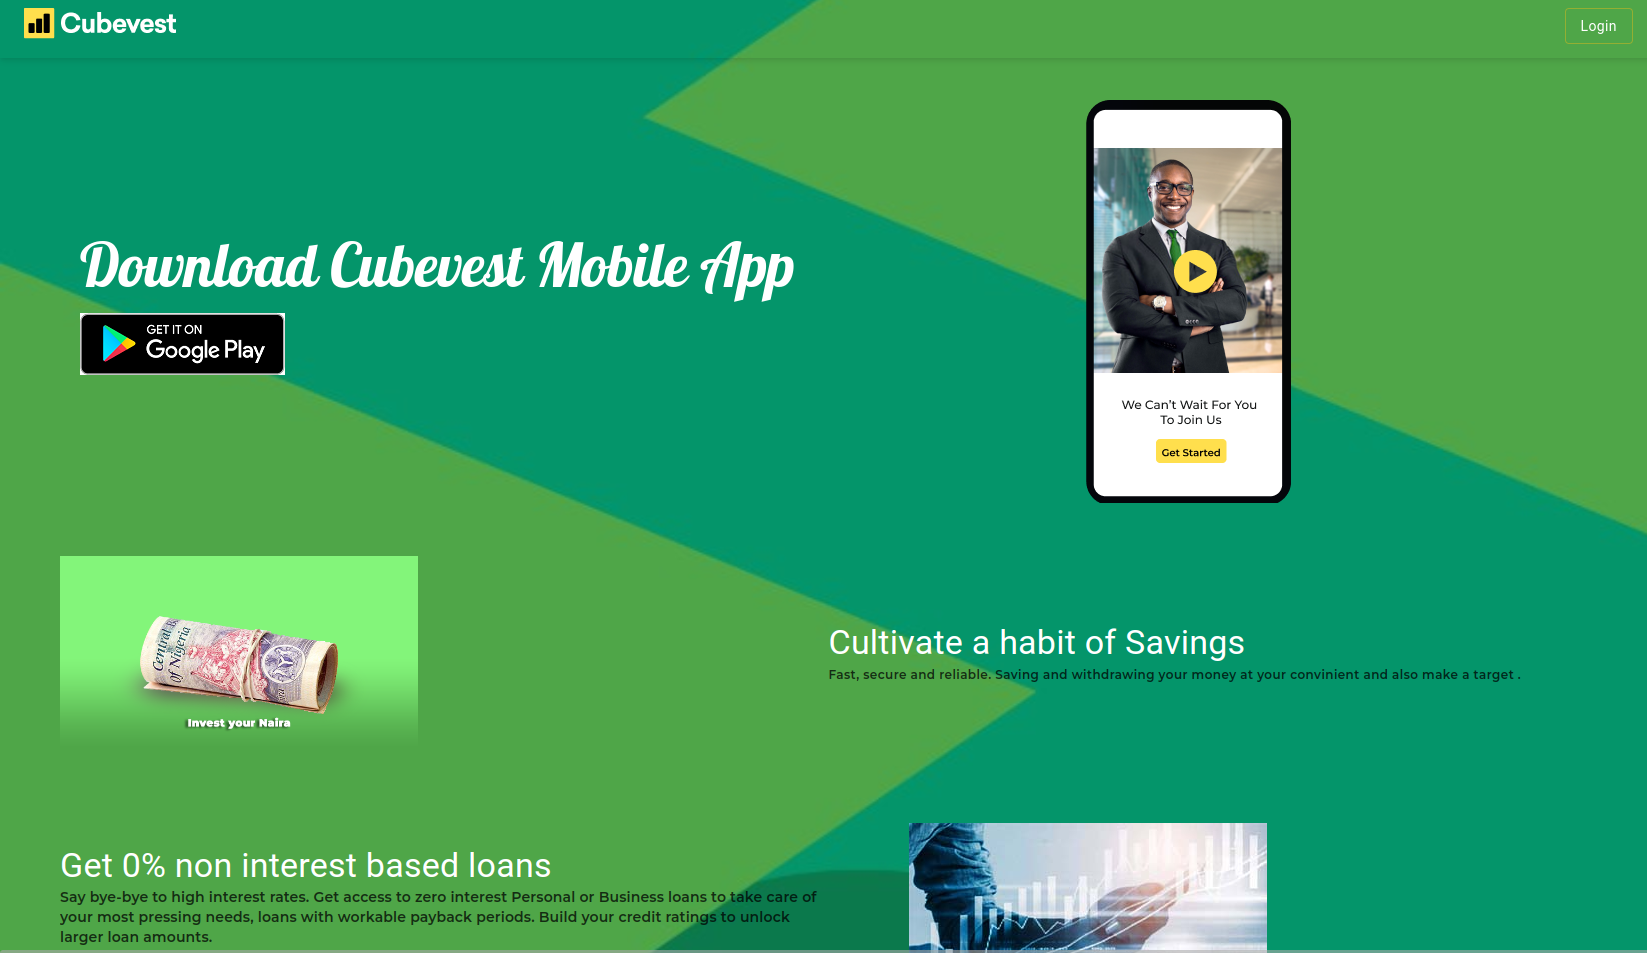 Cubevest
Login
Download Cubevest Mobile App
GET IT ON
Google Play
We Can't Wait For You
To Join Us
Get Started
Central B
of Nigeria
Invest your Naira
Cultivate a habit of Savings
Fast, secure and reliable. Saving and withdrawing your money at your convinient and also make a target .
Get 0% non interest based loans
Say bye-bye to high interest rates. Get access to zero interest Personal or Business loans to take care of
your most pressing needs, loans with workable payback periods. Build your credit ratings to unlock
larger loan amounts.